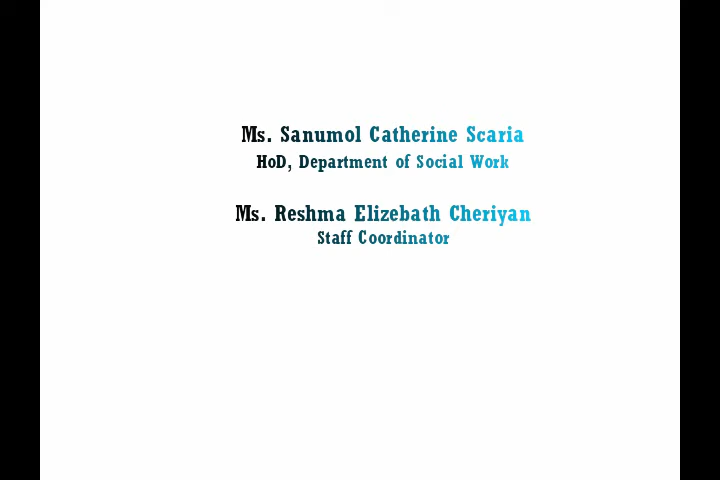 Ms. Sanumol Catherine Scaria
HoD, Department of Social Work
Ms. Reshma Elizebath Cheriyan
Staff Coordinator